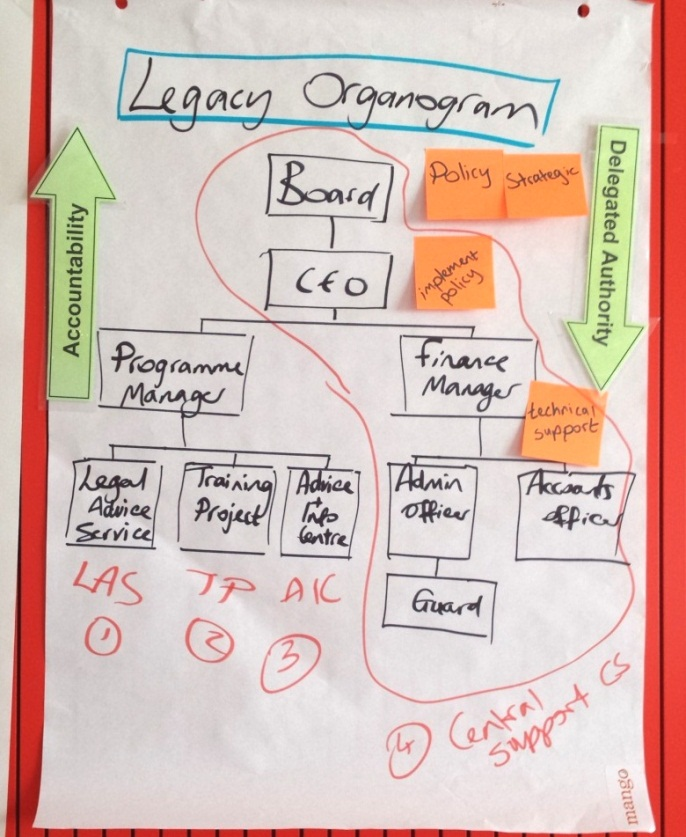 Legacy Organogram
Accountability
Delegated Authority
Board
Policy
Strategic
CEO
implement
policy
Programme
Manager
Finance
Manager
technical
support
Legal
Advice
Service
Training
Project
Advice
+
Info
Centre
Admin
Officer
Accounts
officer
Guard
LAS
TP
AIC
1
2
3
4
Central
Support CS
mango